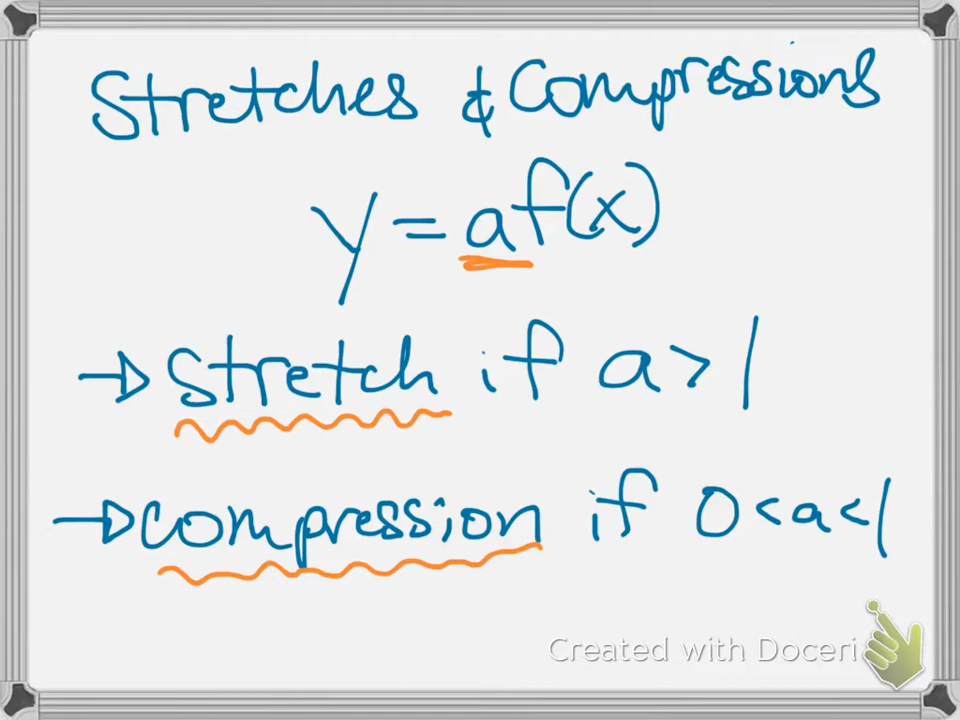 Stretches & Compressions
y = af(x)
→ Stretch if a > 1
→ compression if 0 < a < 1
Created with Doceri